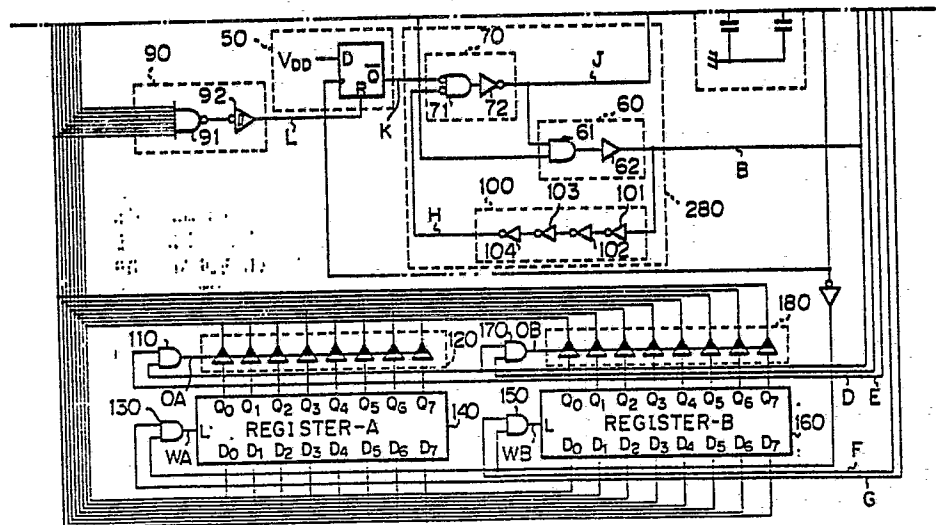 50
70
J
90
VDD
D
Q
R
60
92
71
72
61
91
L
K
62
B
100
103
101
H
280
104
102
180
110
170
OB
120
OA
D
E
130
Q0 Q1 Q2 Q3 Q4 Q5 Q6 Q7
140
150
Q0 Q1 Q2 Q3 Q4 Q5 Q6 Q7
L
REGISTER-A
L
REGISTER-B
160
WA
D0 D1 D2 D3 D4 D5 D6 D7
WB
D0 D1 D2 D3 D4 D5 D6 D7
F
G